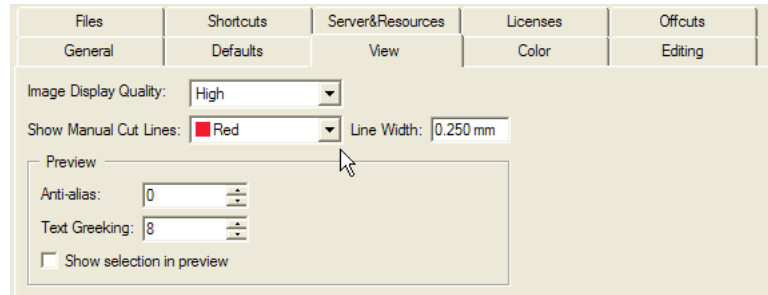 Files Shortcuts Server&Resources Licenses Offcuts
General Defaults View Color Editing
Image Display Quality: High
Show Manual Cut Lines: Red Line Width: 0.250 mm
Preview
Anti-alias: 0
Text Greeking: 8
Show selection in preview